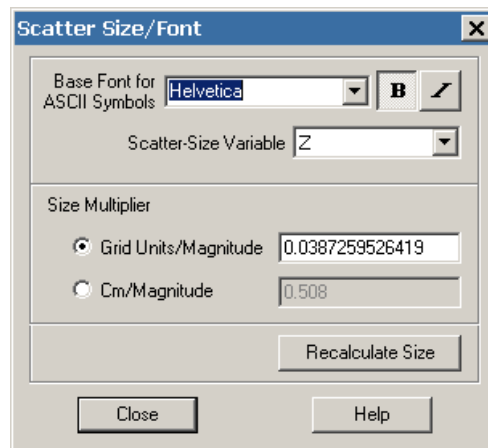 Scatter Size/Font
Base Font for
ASCII Symbols Helvetica B I
Scatter-Size Variable Z
Size Multiplier
Grid Units/Magnitude 0.0387259526419
Cm/Magnitude 0.508
Recalculate Size
Close Help